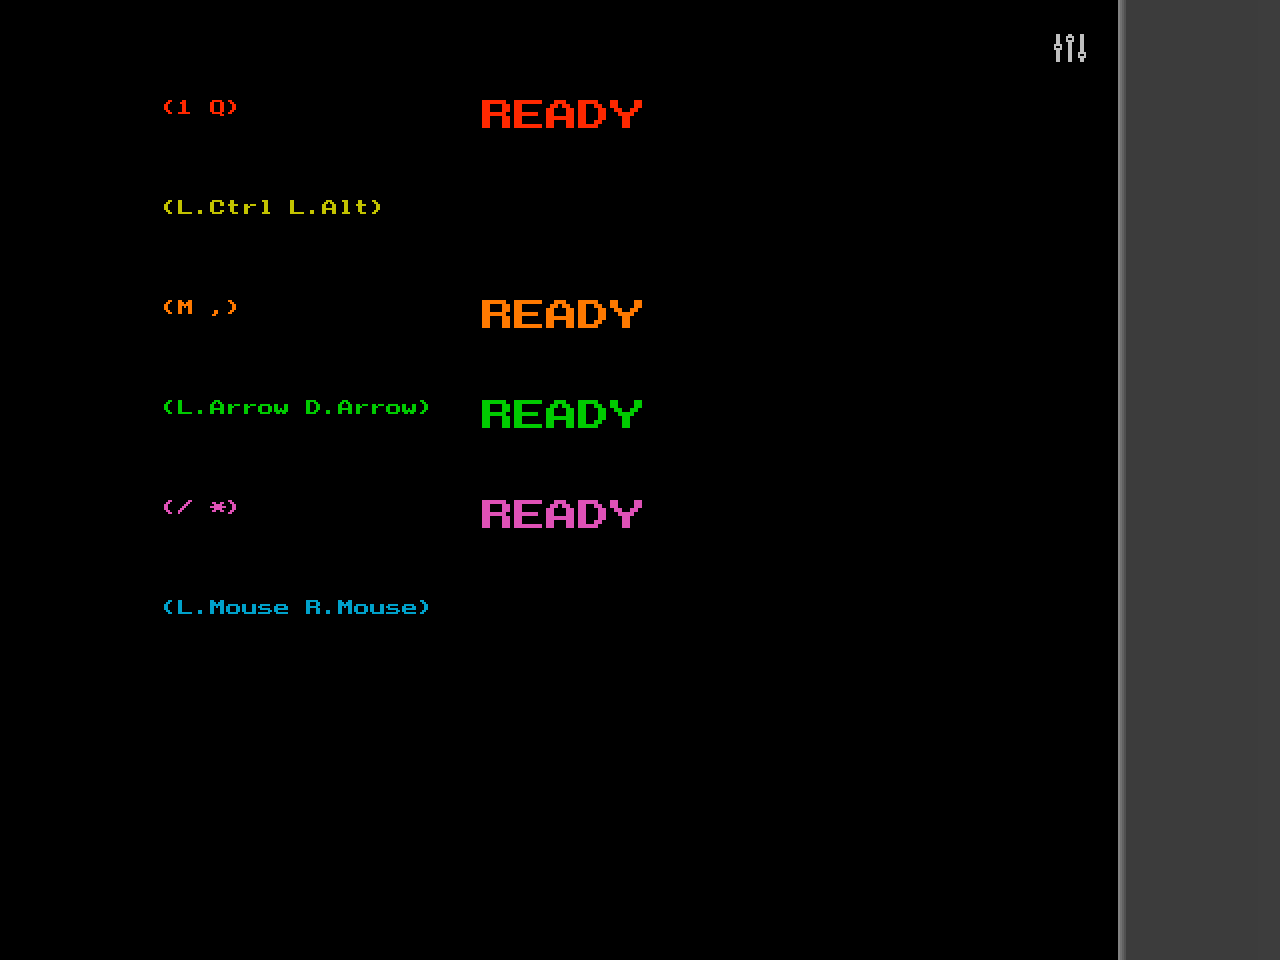 (1 Q) READY
(L.Ctrl L.Alt)
(M ,) READY
(L.Arrow D.Arrow) READY
(/ *) READY
(L.Mouse R.Mouse)